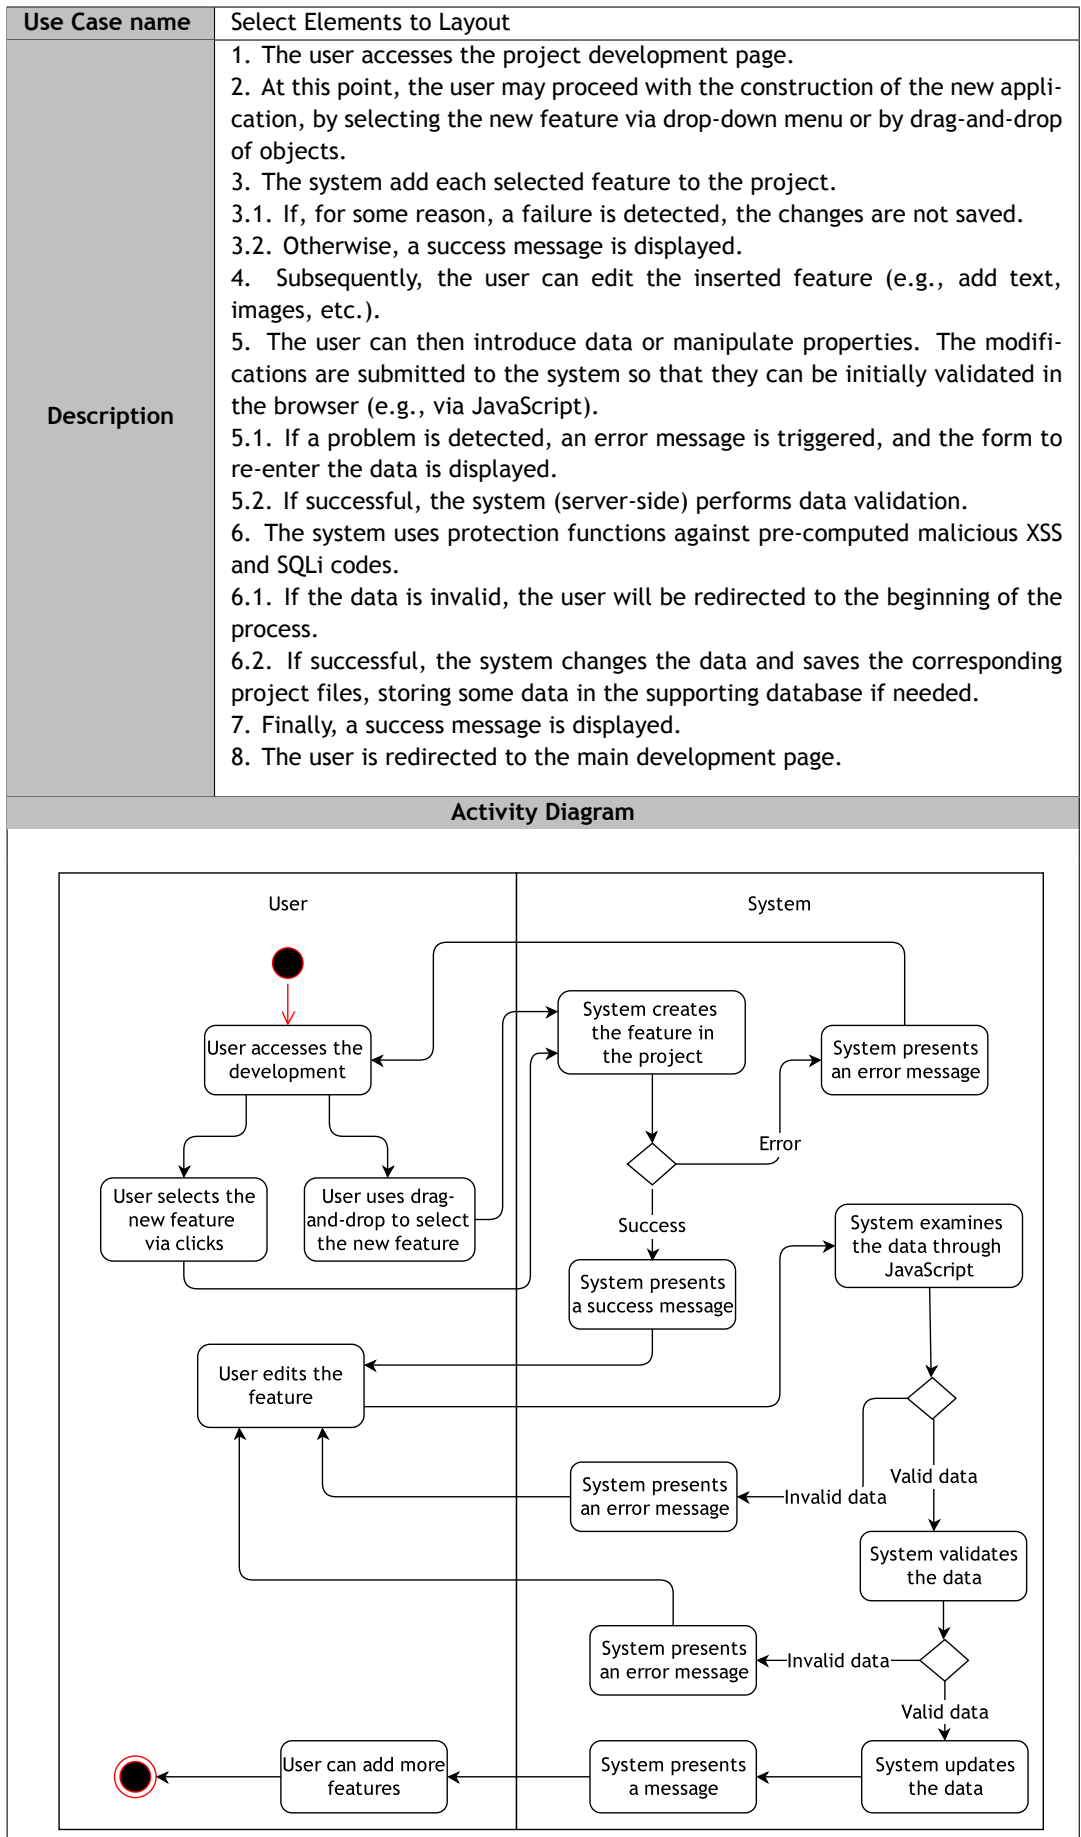 Use Case name
Select Elements to Layout
Description
1. The user accesses the project development page.
2. At this point, the user may proceed with the construction of the new appli-
cation, by selecting the new feature via drop-down menu or by drag-and-drop
of objects.
3. The system add each selected feature to the project.
3.1. If, for some reason, a failure is detected, the changes are not saved.
3.2. Otherwise, a success message is displayed.
4. Subsequently, the user can edit the inserted feature (e.g., add text,
images, etc.).
5. The user can then introduce data or manipulate properties. The modifi-
cations are submitted to the system so that they can be initially validated in
the browser (e.g., via JavaScript).
5.1. If a problem is detected, an error message is triggered, and the form to
re-enter the data is displayed.
5.2. If successful, the system (server-side) performs data validation.
6. The system uses protection functions against pre-computed malicious XSS
and SQLi codes.
6.1. If the data is invalid, the user will be redirected to the beginning of the
process.
6.2. If successful, the system changes the data and saves the corresponding
project files, storing some data in the supporting database if needed.
7. Finally, a success message is displayed.
8. The user is redirected to the main development page.
Activity Diagram
User
System
System creates
the feature in
the project
User accesses the
development
System presents
an error message
Error
User selects the
new feature
via clicks
User uses drag-
and-drop to select
the new feature
Success
System examines
the data through
JavaScript
System presents
a success message
User edits the
feature
Valid data
Invalid data
System presents
an error message
System validates
the data
System presents
an error message
Invalid data
Valid data
User can add more
features
System presents
a message
System updates
the data